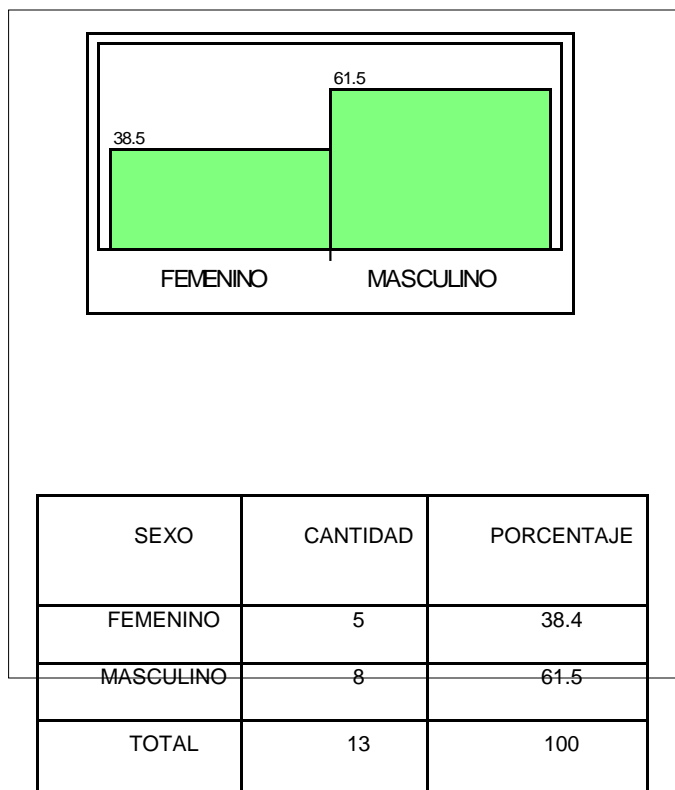 61.5
38.5
FEMENINO MASCULINO
SEXO CANTIDAD PORCENTAJE
FEMENINO 5 38.4
MASCULINO 8 61.5
TOTAL 13 100